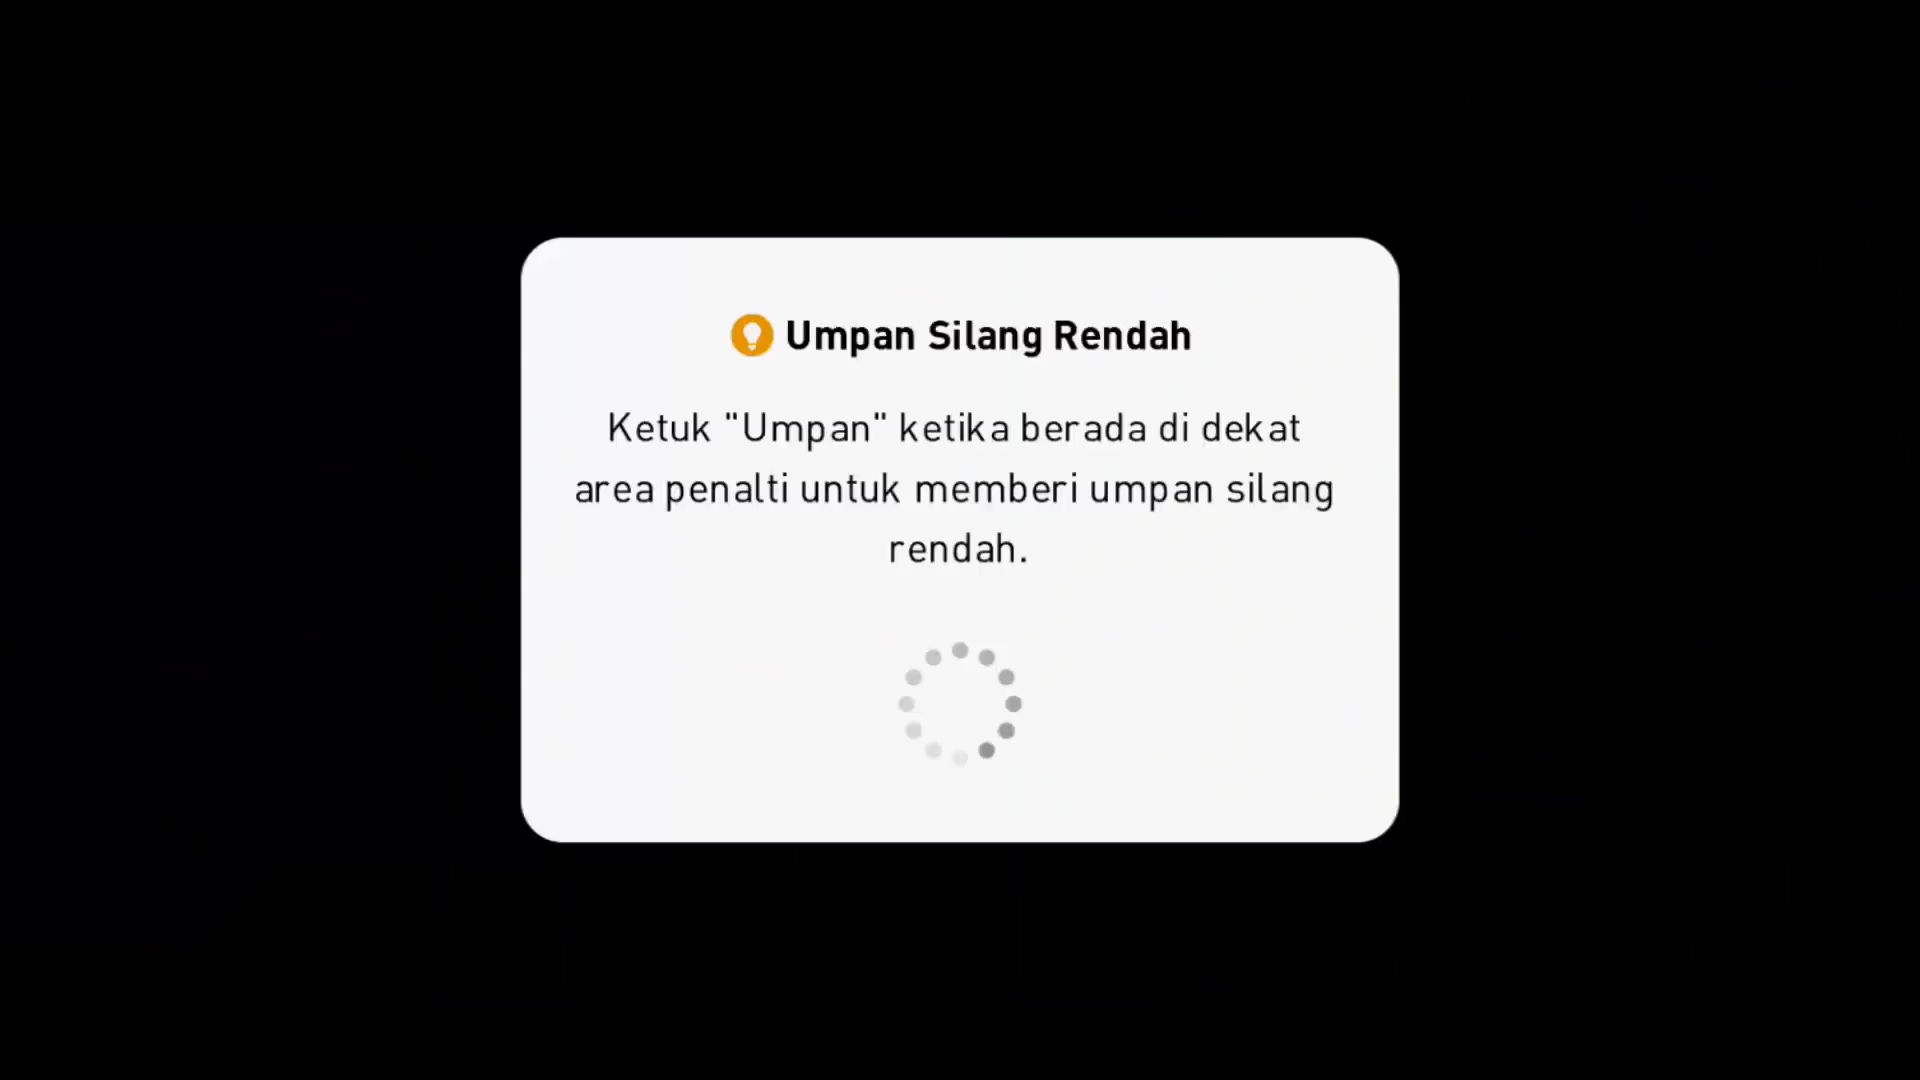 Umpan Silang Rendah
Ketuk "Umpan" ketika berada di dekat
area penalti untuk memberi umpan silang
rendah.